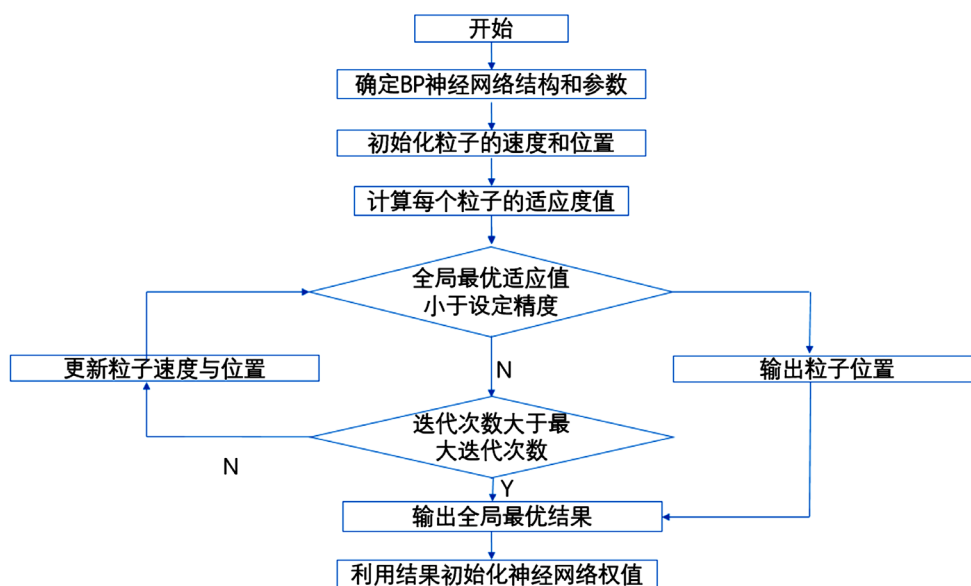 开始
确定BP神经网络结构和参数
初始化粒子的速度和位置
计算每个粒子的适应度值
全局最优适应值
小于设定精度
更新粒子速度与位置
N
输出粒子位置
迭代次数大于最
大迭代次数
N
Y
输出全局最优结果
利用结果初始化神经网络权值